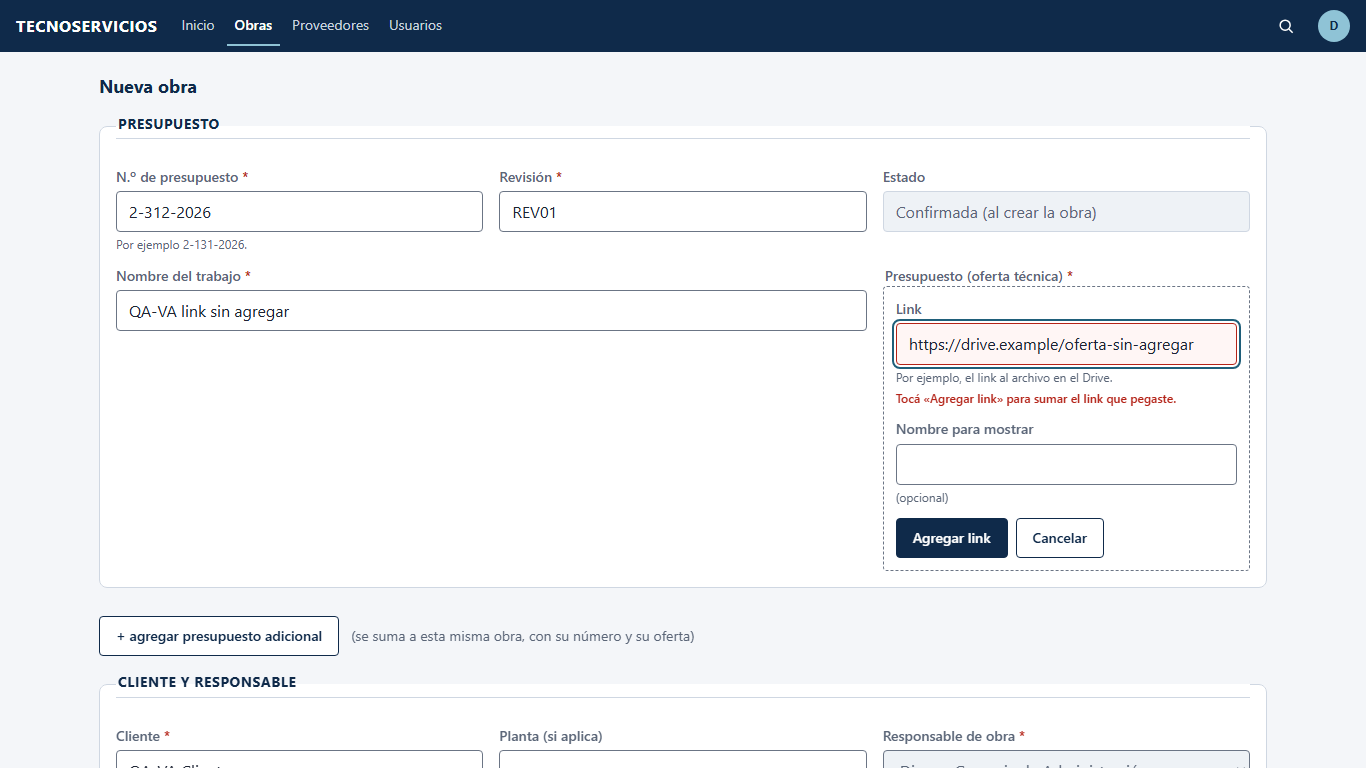 TECNOSERVICIOS Inicio Obras Proveedores Usuarios D
Nueva obra
PRESUPUESTO
N.º de presupuesto * Revisión * Estado
2-312-2026 REV01 Confirmada (al crear la obra)
Por ejemplo 2-131-2026.
Nombre del trabajo * Presupuesto (oferta técnica) *
QA-VA link sin agregar
Link
https://drive.example/oferta-sin-agregar
Por ejemplo, el link al archivo en el Drive.
Tocá «Agregar link» para sumar el link que pegaste.
Nombre para mostrar
(opcional)
Agregar link Cancelar
+ agregar presupuesto adicional (se suma a esta misma obra, con su número y su oferta)
CLIENTE Y RESPONSABLE
Cliente * Planta (si aplica) Responsable de obra *